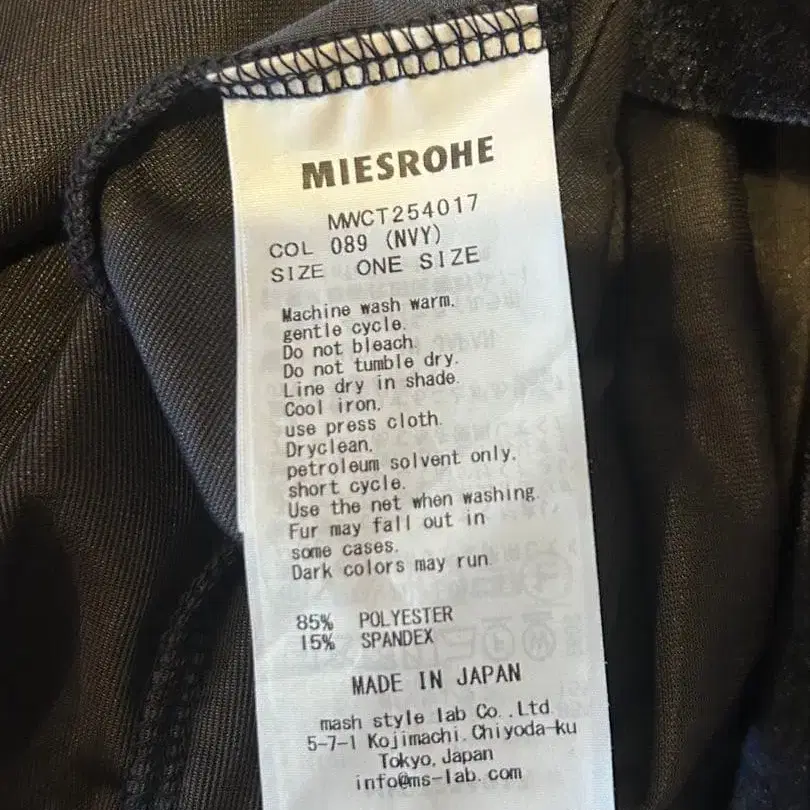 MIESROHE
MWCT254017
COL 089 (NVY)
SIZE ONE SIZE
Machine wash warm.
gentle cycle.
Do not bleach.
Do not tumble dry.
Line dry in shade.
Cool iron.
use press cloth.
Dryclean.
petroleum solvent only.
short cycle.
Use the net when washing.
Fur may fall out in
some cases.
Dark colors may run.
85% POLYESTER
15% SPANDEX
MADE IN JAPAN
mash style lab Co.,Ltd.
5-7-1 Kojimachi.Chiyoda-ku
Tokyo,Japan
info@ms-lab.com